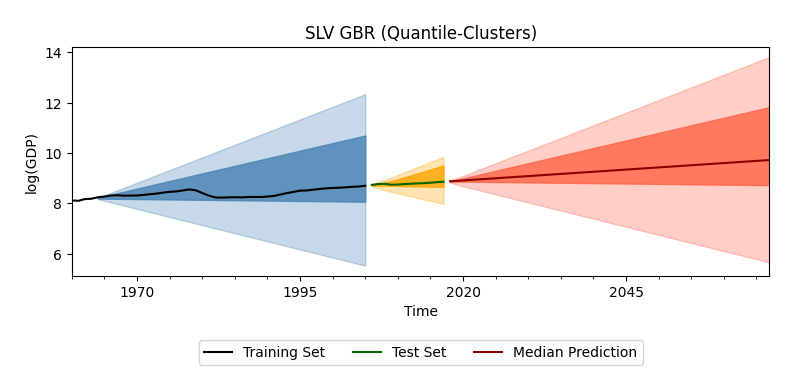 SLV GBR (Quantile-Clusters)
14
12
10
8
6
log(GDP)
1970 1995 2020 2045
Time
Training Set Test Set Median Prediction